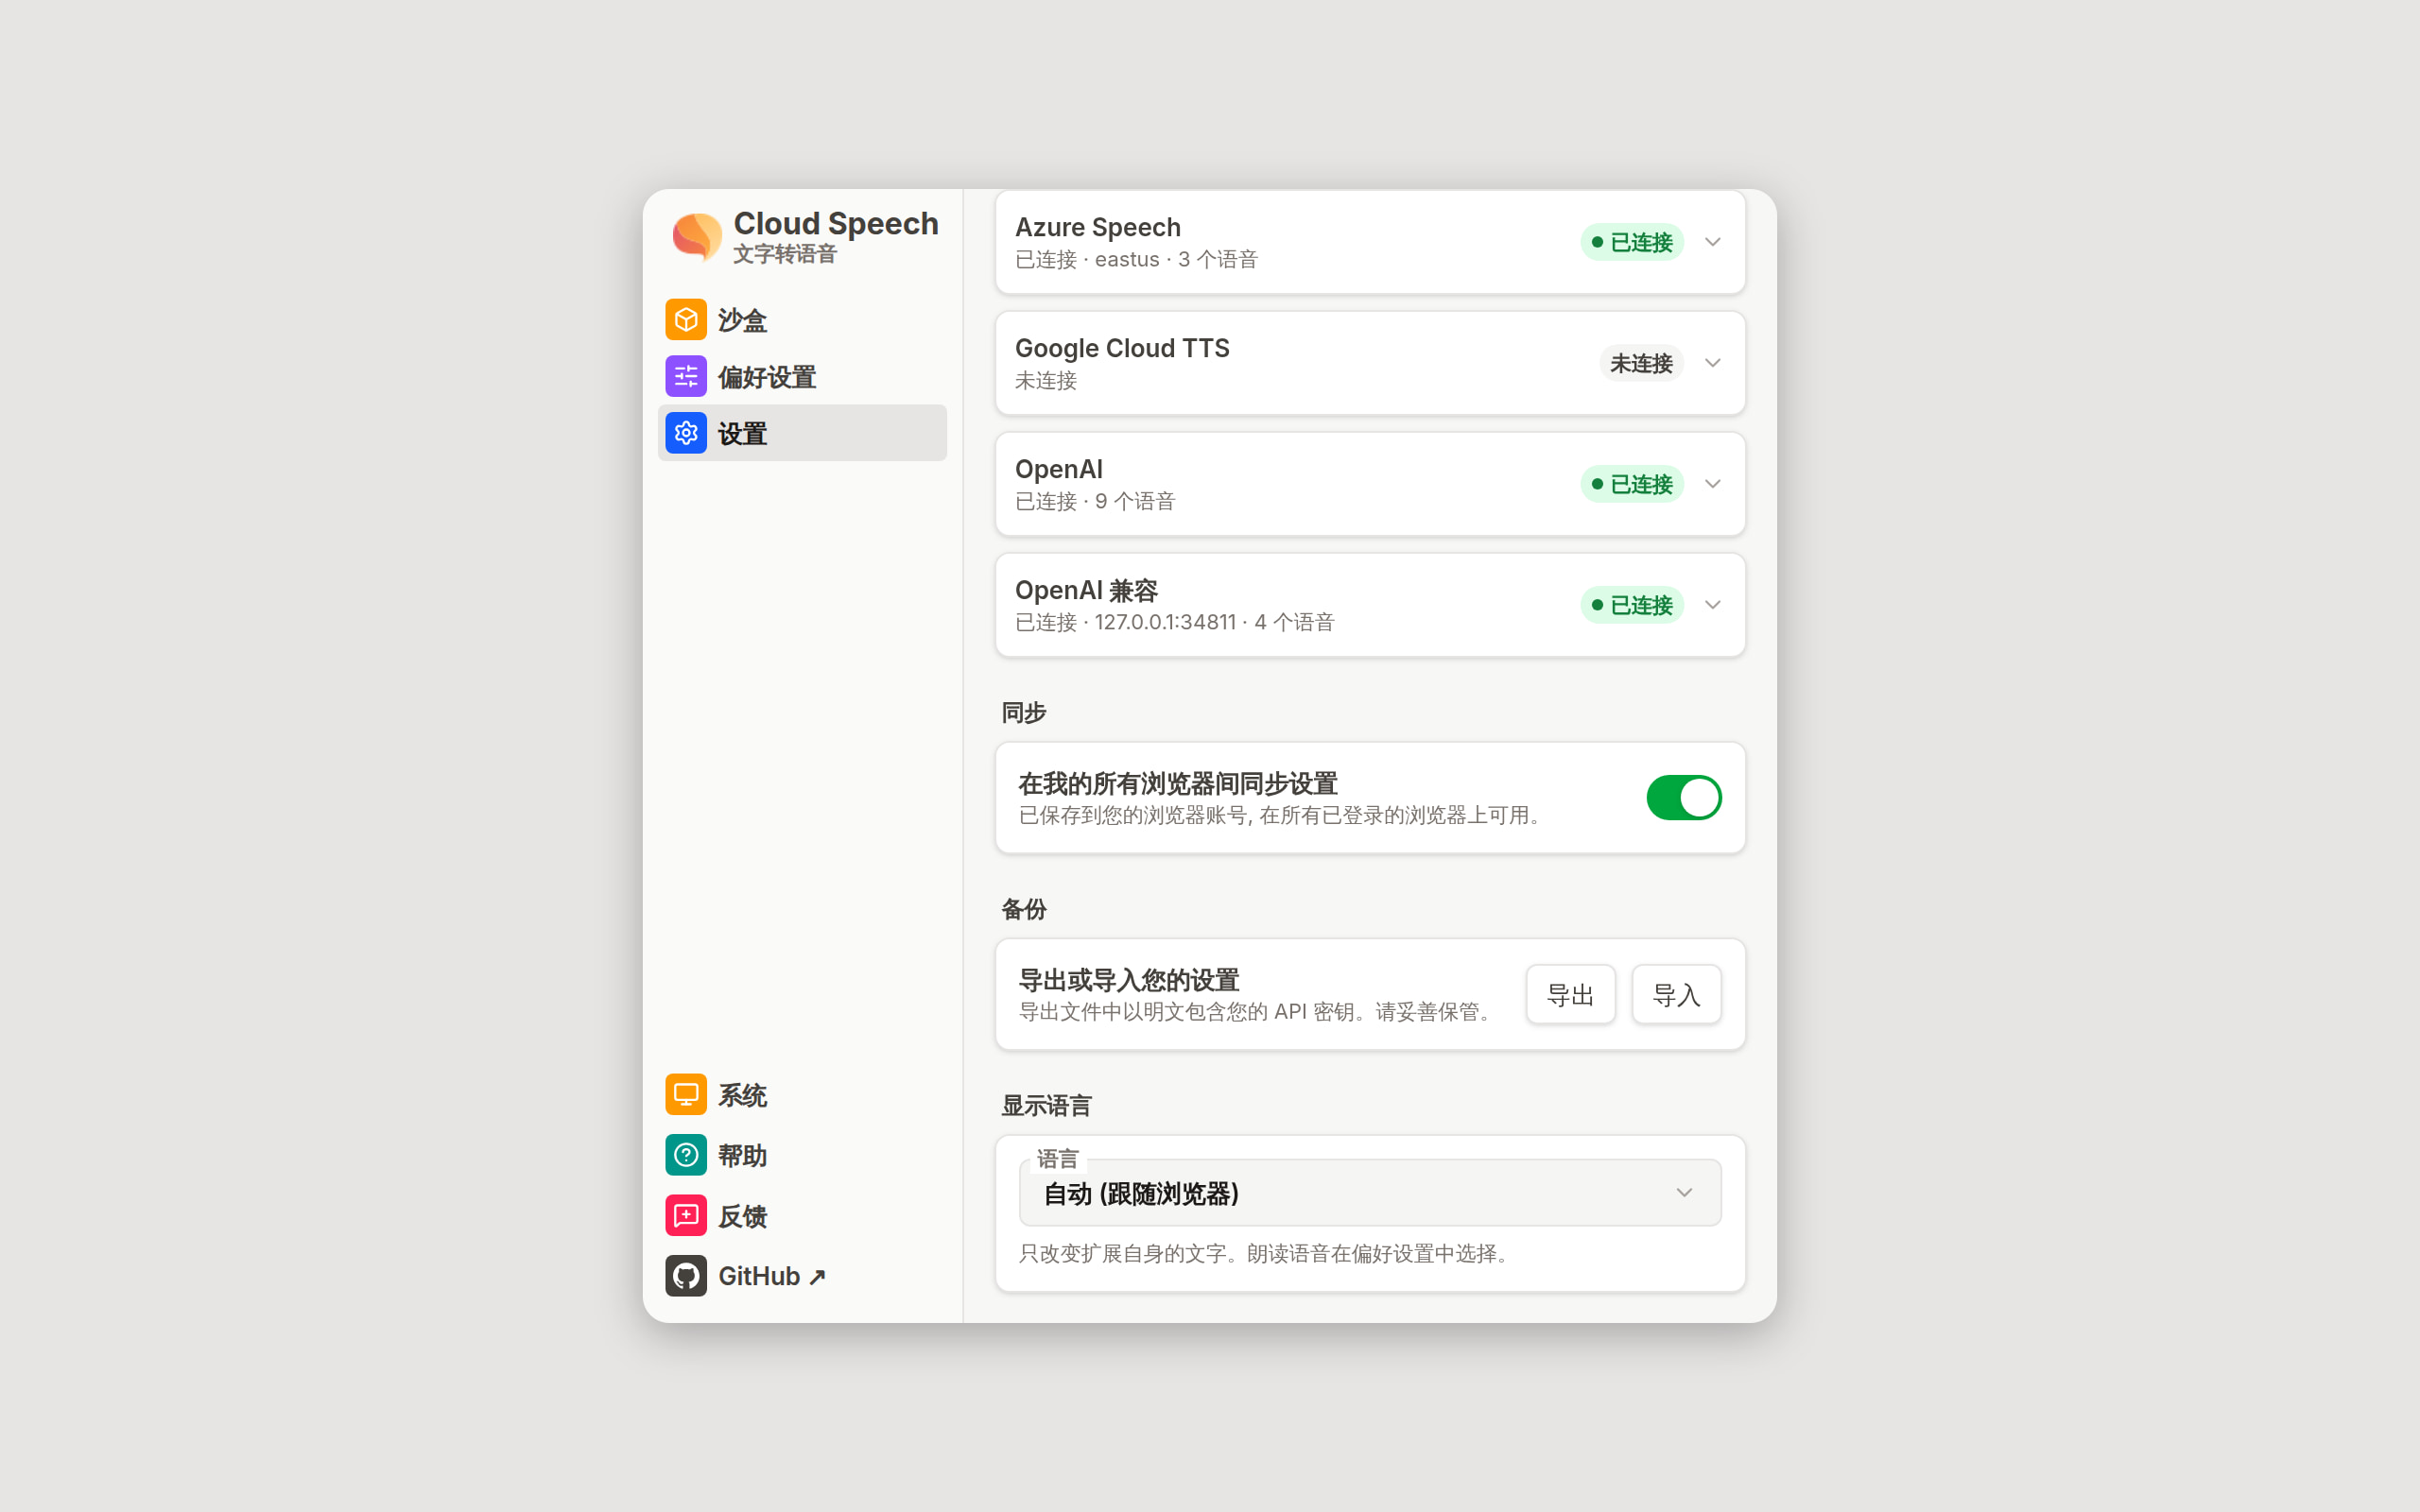 Cloud Speech
文字转语音
沙盒
偏好设置
设置
系统
帮助
反馈
GitHub ↗
Azure Speech
已连接 · eastus · 3 个语音
已连接
Google Cloud TTS
未连接
未连接
OpenAI
已连接 · 9 个语音
已连接
OpenAI 兼容
已连接 · 127.0.0.1:34811 · 4 个语音
已连接
同步
在我的所有浏览器间同步设置
已保存到您的浏览器账号, 在所有已登录的浏览器上可用。
备份
导出或导入您的设置
导出文件中以明文包含您的 API 密钥。请妥善保管。
导出
导入
显示语言
语言
自动 (跟随浏览器)
只改变扩展自身的文字。朗读语音在偏好设置中选择。